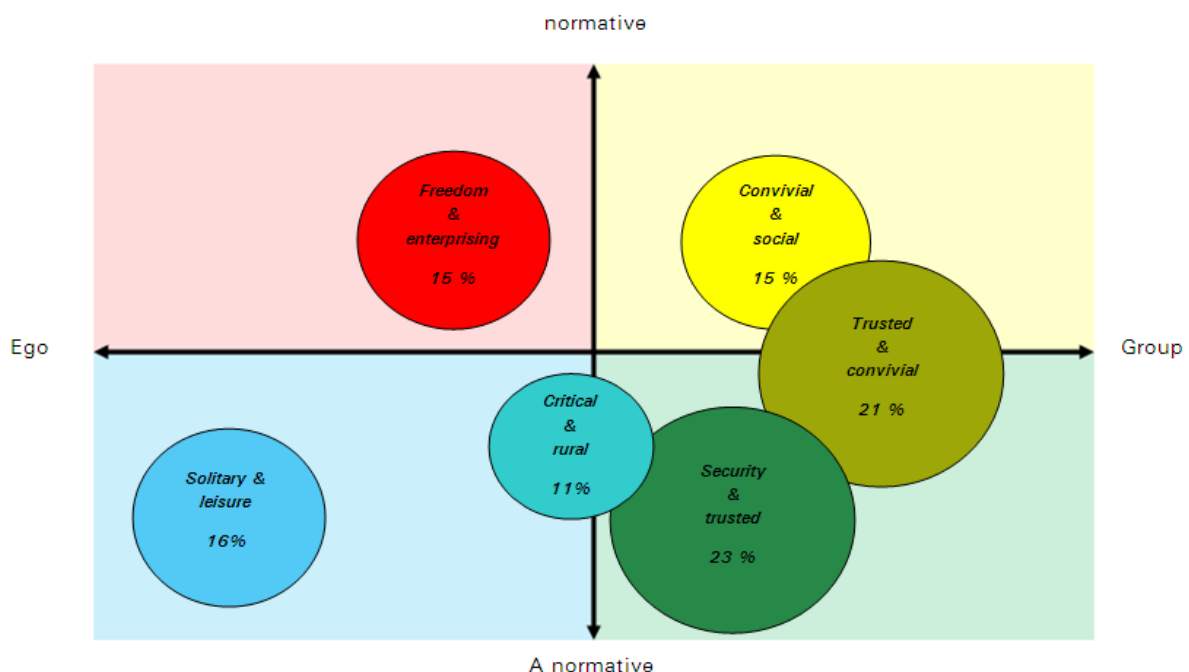 normative
Freedom
&
enterprising
15 %
Convivial
&
social
15 %
Trusted
&
convivial
21 %
Ego
Group
Critical
&
rural
11%
Solitary &
leisure
16%
Security
&
trusted
23 %
A normative